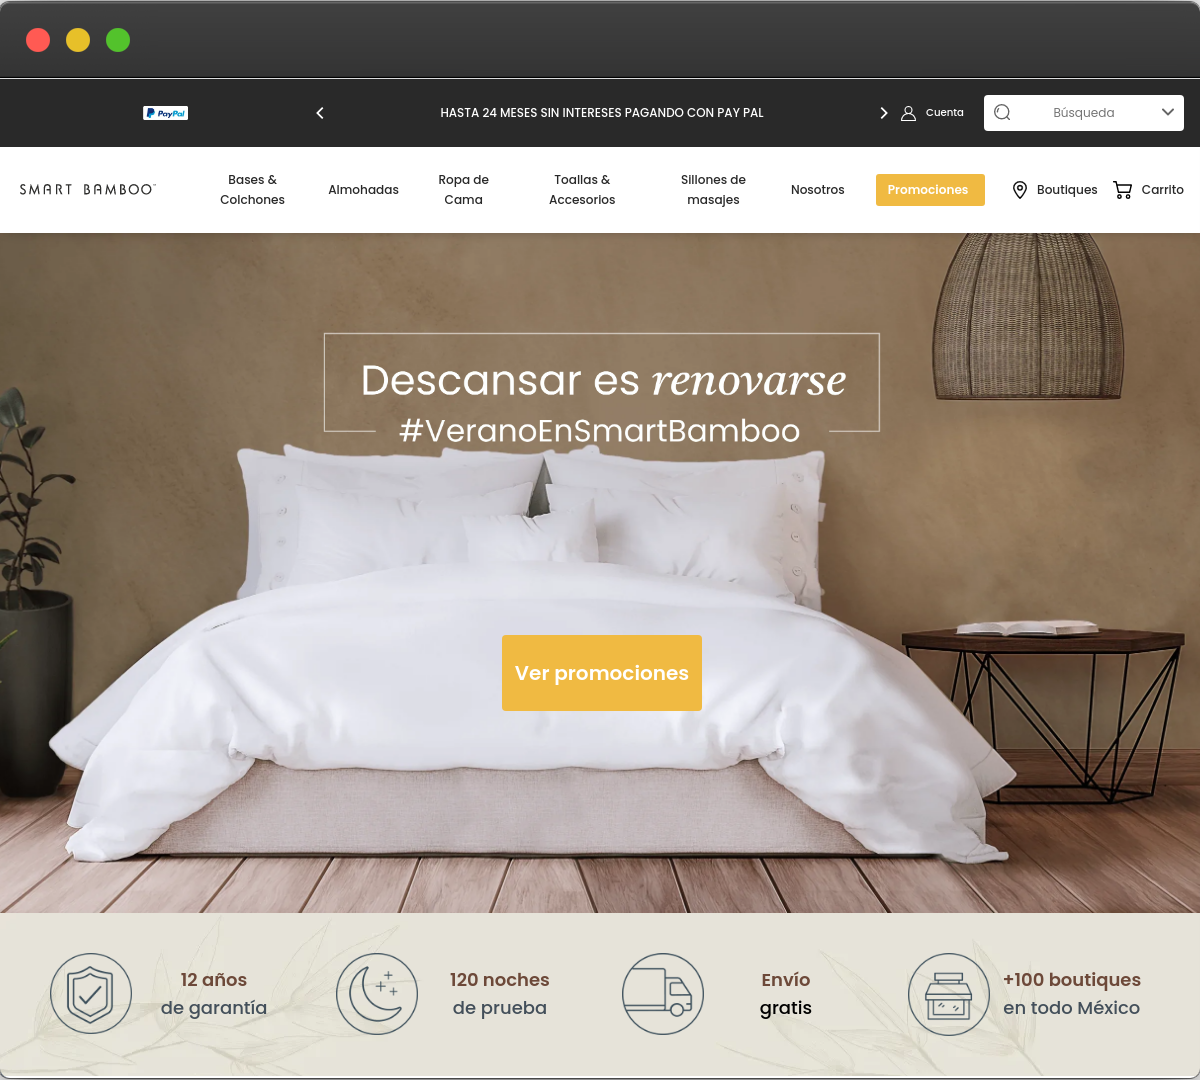 PayPal
HASTA 24 MESES SIN INTERESES PAGANDO CON PAY PAL
Cuenta
Búsqueda
SMART BAMBOO
Bases &
Colchones
Almohadas
Ropa de
Cama
Toallas &
Accesorios
Sillones de
masajes
Nosotros
Promociones
Boutiques
Carrito
Descansar es renovarse
#VeranoEnSmartBamboo
Ver promociones
12 años
de garantía
120 noches
de prueba
Envío
gratis
+100 boutiques
en todo México